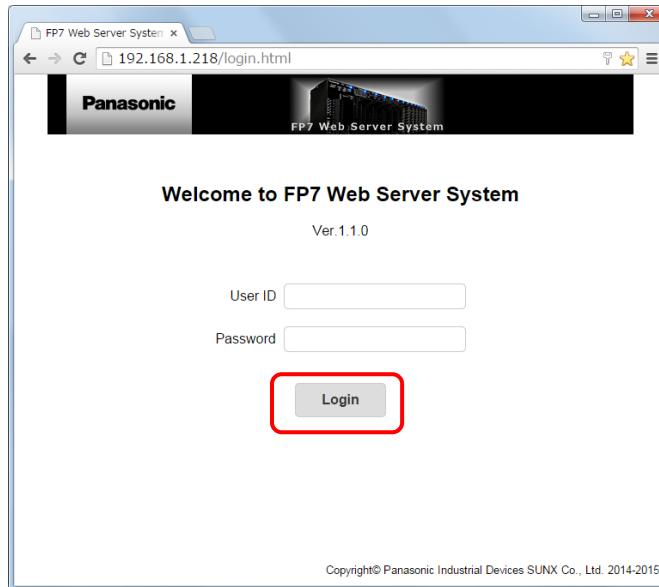 FP7 Web Server System
192.168.1.218/login.html
Panasonic
FP7 Web Server System
Welcome to FP7 Web Server System
Ver.1.1.0
User ID
Password
Login
Copyright© Panasonic Industrial Devices SUNX Co., Ltd. 2014-2015